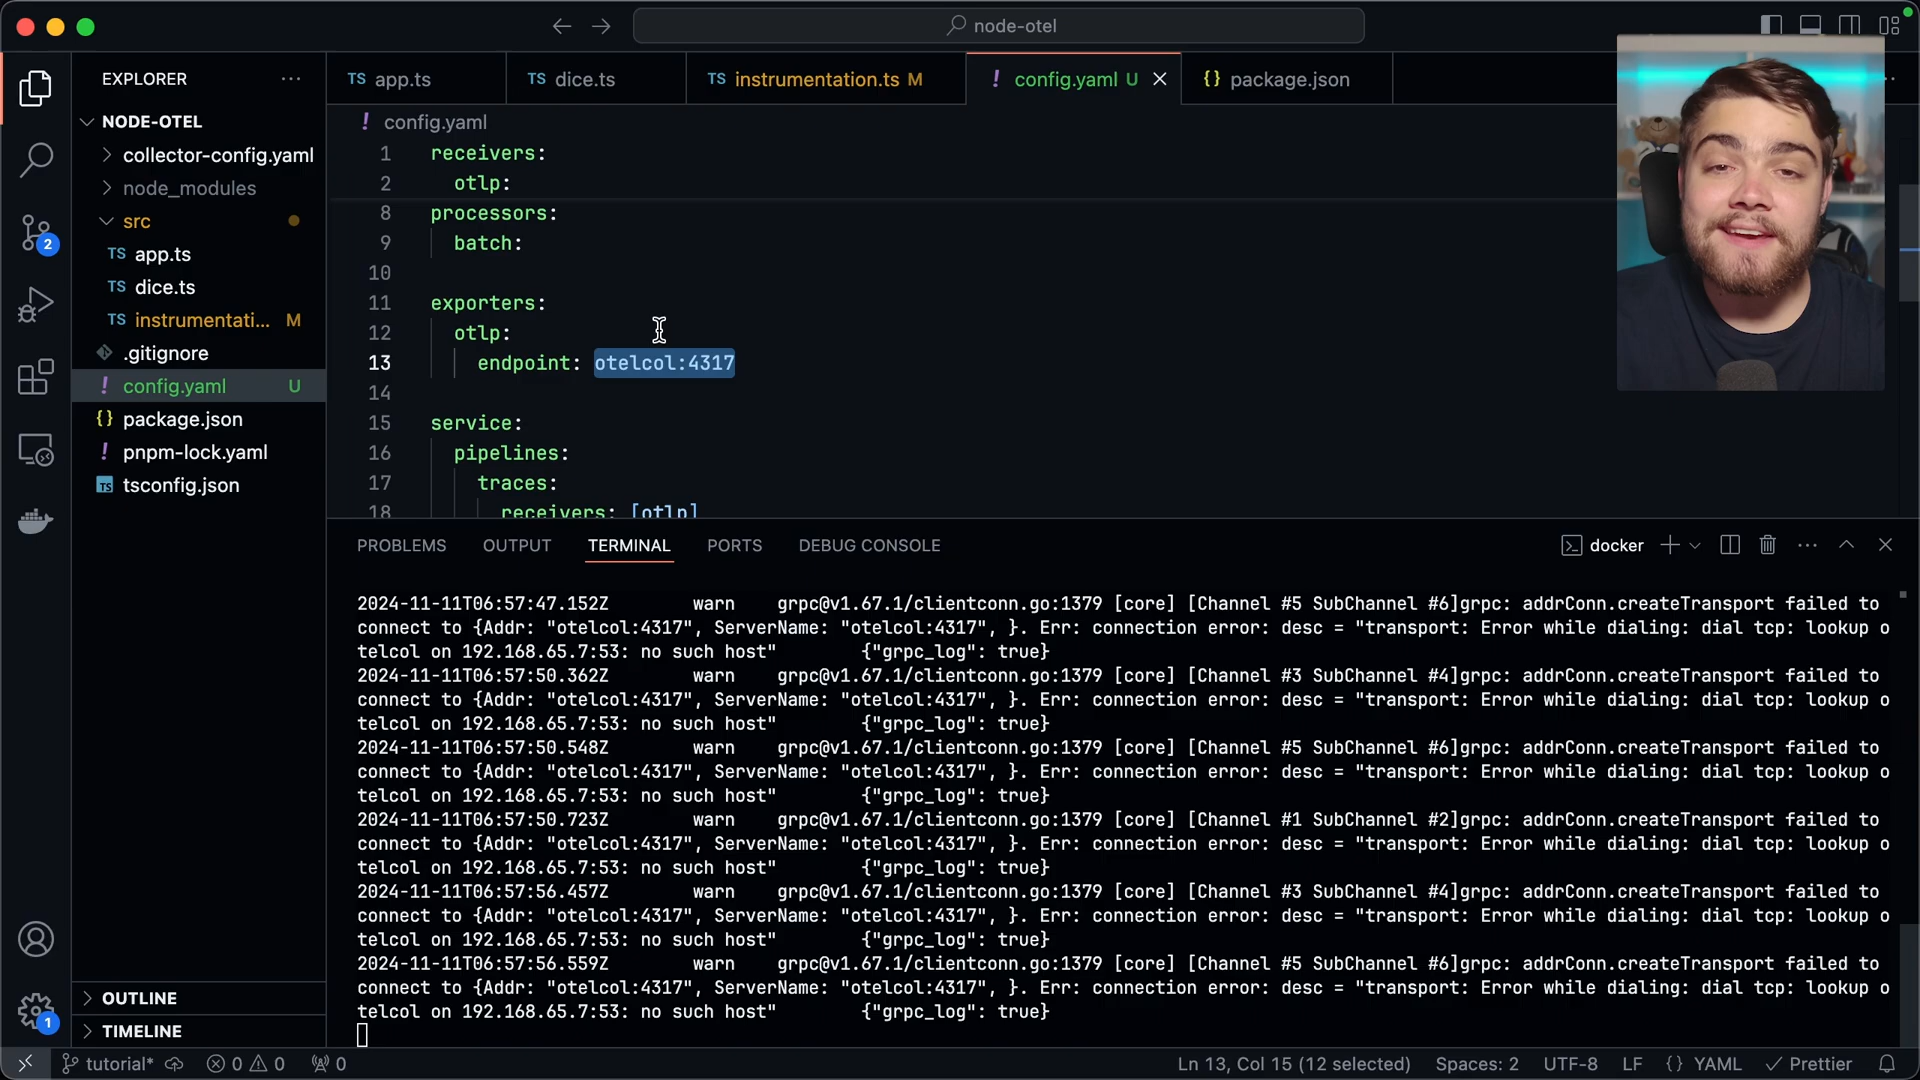 node-otel
EXPLORER
NODE-OTEL
collector-config.yaml
node_modules
src
TS app.ts
TS dice.ts
TS instrumentati... M
.gitignore
! config.yaml U
{} package.json
! pnpm-lock.yaml
TS tsconfig.json
OUTLINE
TIMELINE
2
1
TS app.ts
TS dice.ts
TS instrumentation.ts M
! config.yaml U
{} package.json
! config.yaml
1 receivers:
2 otlp:
8 processors:
9 batch:
10
11 exporters:
12 otlp:
13 endpoint: otelcol:4317
14
15 service:
16 pipelines:
17 traces:
18 receivers: [otlp]
PROBLEMS OUTPUT TERMINAL PORTS DEBUG CONSOLE
docker
2024-11-11T06:57:47.152Z warn grpc@v1.67.1/clientconn.go:1379 [core] [Channel #5 SubChannel #6]grpc: addrConn.createTransport failed to
connect to {Addr: "otelcol:4317", ServerName: "otelcol:4317", }. Err: connection error: desc = "transport: Error while dialing: dial tcp: lookup o
telcol on 192.168.65.7:53: no such host" {"grpc_log": true}
2024-11-11T06:57:50.362Z warn grpc@v1.67.1/clientconn.go:1379 [core] [Channel #3 SubChannel #4]grpc: addrConn.createTransport failed to
connect to {Addr: "otelcol:4317", ServerName: "otelcol:4317", }. Err: connection error: desc = "transport: Error while dialing: dial tcp: lookup o
telcol on 192.168.65.7:53: no such host" {"grpc_log": true}
2024-11-11T06:57:50.548Z warn grpc@v1.67.1/clientconn.go:1379 [core] [Channel #5 SubChannel #6]grpc: addrConn.createTransport failed to
connect to {Addr: "otelcol:4317", ServerName: "otelcol:4317", }. Err: connection error: desc = "transport: Error while dialing: dial tcp: lookup o
telcol on 192.168.65.7:53: no such host" {"grpc_log": true}
2024-11-11T06:57:50.723Z warn grpc@v1.67.1/clientconn.go:1379 [core] [Channel #1 SubChannel #2]grpc: addrConn.createTransport failed to
connect to {Addr: "otelcol:4317", ServerName: "otelcol:4317", }. Err: connection error: desc = "transport: Error while dialing: dial tcp: lookup o
telcol on 192.168.65.7:53: no such host" {"grpc_log": true}
2024-11-11T06:57:56.457Z warn grpc@v1.67.1/clientconn.go:1379 [core] [Channel #3 SubChannel #4]grpc: addrConn.createTransport failed to
connect to {Addr: "otelcol:4317", ServerName: "otelcol:4317", }. Err: connection error: desc = "transport: Error while dialing: dial tcp: lookup o
telcol on 192.168.65.7:53: no such host" {"grpc_log": true}
2024-11-11T06:57:56.559Z warn grpc@v1.67.1/clientconn.go:1379 [core] [Channel #5 SubChannel #6]grpc: addrConn.createTransport failed to
connect to {Addr: "otelcol:4317", ServerName: "otelcol:4317", }. Err: connection error: desc = "transport: Error while dialing: dial tcp: lookup o
telcol on 192.168.65.7:53: no such host" {"grpc_log": true}
tutorial* 0 0 0 Ln 13, Col 15 (12 selected) Spaces: 2 UTF-8 LF {} YAML Prettier